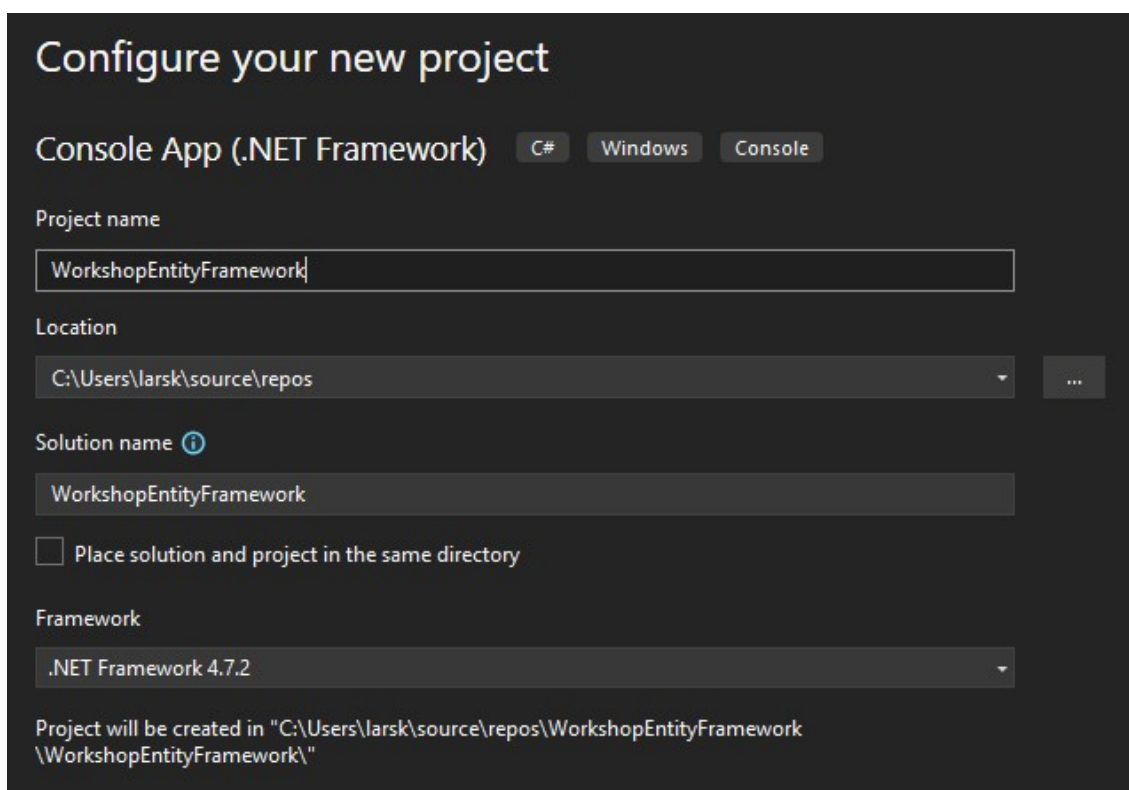 Configure your new project
Console App (.NET Framework) C# Windows Console
Project name
WorkshopEntityFramework
Location
C:\Users\larsk\source\repos
...
Solution name
WorkshopEntityFramework
Place solution and project in the same directory
Framework
.NET Framework 4.7.2
Project will be created in "C:\Users\larsk\source\repos\WorkshopEntityFramework
\WorkshopEntityFramework\"